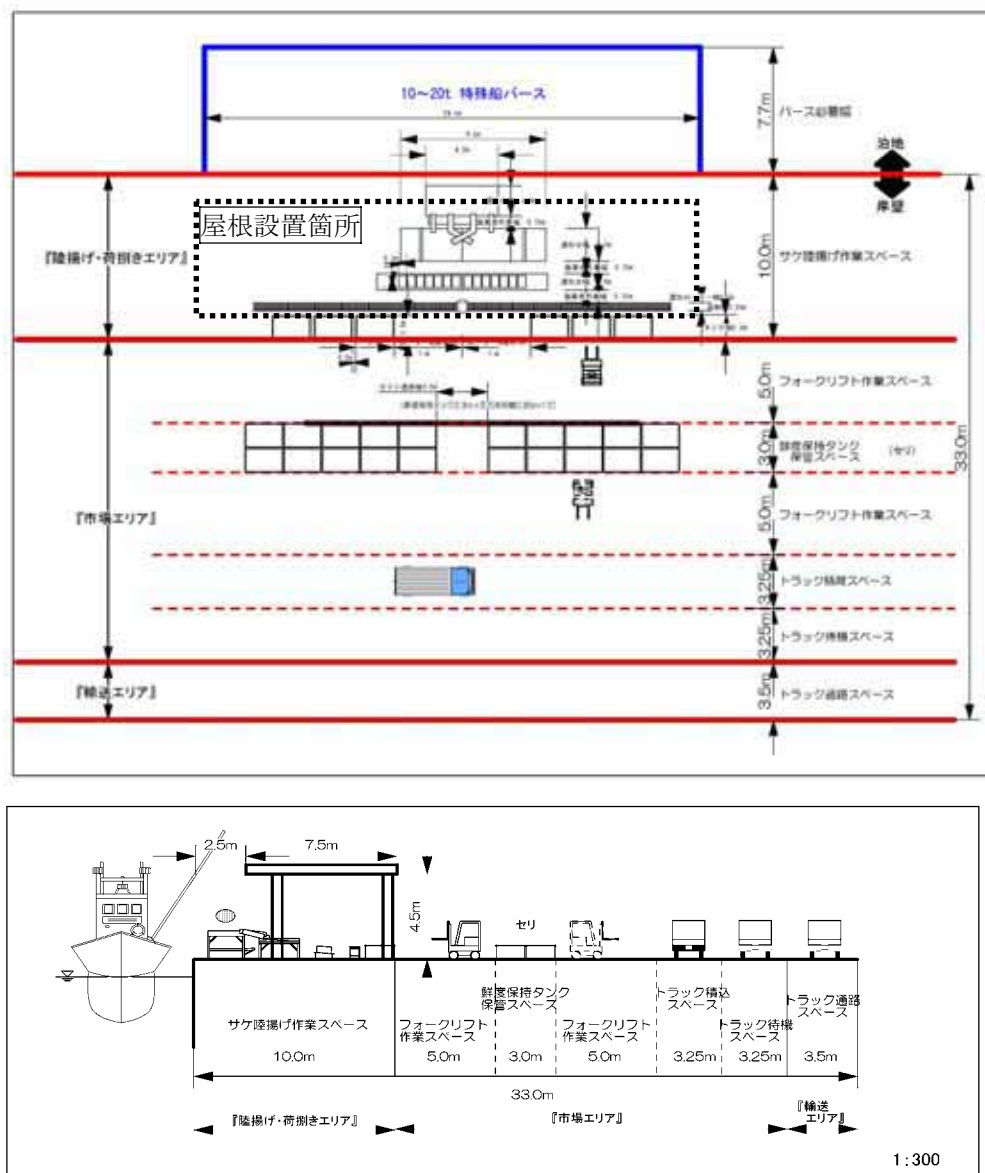 10～20t 特殊船バース
7.7m
バース必要幅
泊地
岸壁
屋根設置箇所
『陸揚げ・荷捌きエリア』
10.0m
サケ陸揚げ作業スペース
5.0m
フォークリフト作業スペース
3.0m
鮮度保持タンク
保管スペース
(セリ)
33.0m
『市場エリア』
5.0m
フォークリフト作業スペース
3.25m
3.25m
トラック待機スペース
『輸送エリア』
3.5m
トラック通路スペース
2.5m
7.5m
4.5m
セリ
鮮度保持タンク
保管スペース
トラック積込
スペース
トラック通路
スペース
サケ陸揚げ作業スペース
フォークリフト
作業スペース
フォークリフト
作業スペース
トラック待機
スペース
10.0m
5.0m
3.0m
5.0m
3.25m
3.25m
3.5m
33.0m
『陸揚げ・荷捌きエリア』
『市場エリア』
『輸送
エリア』
1:300